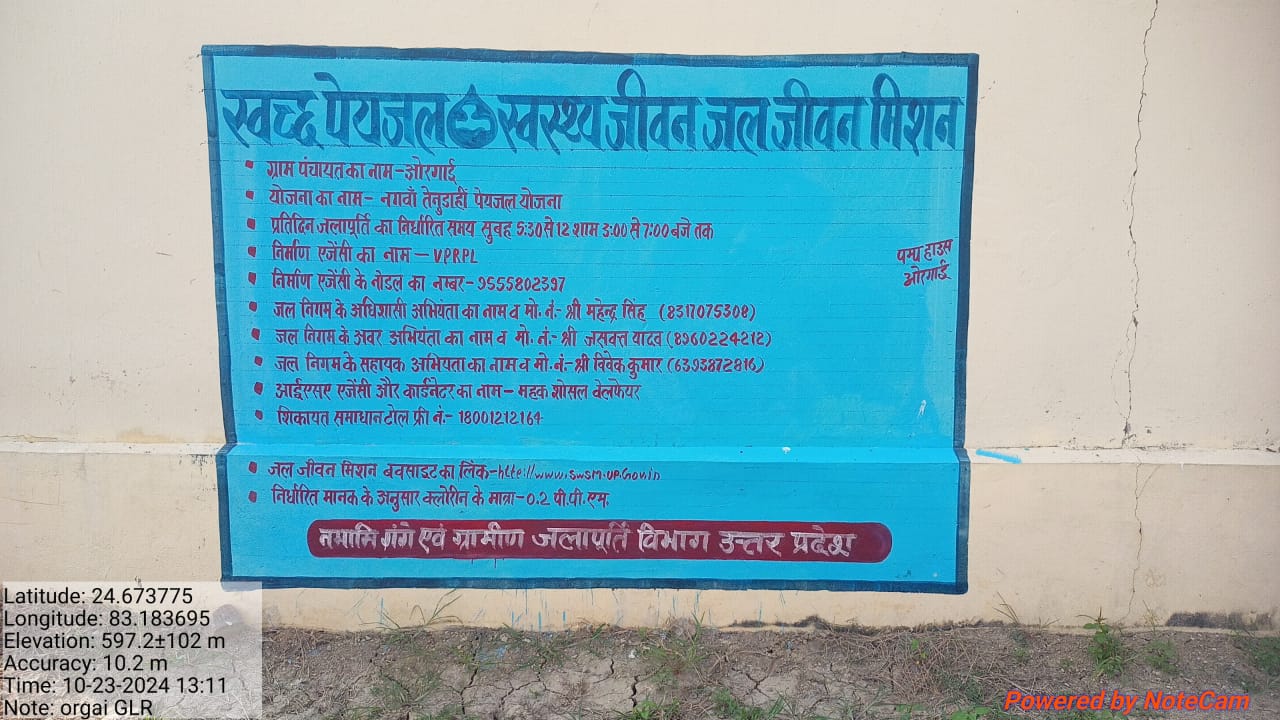 स्वच्छ पेयजल स्वस्थ्य जीवन जल जीवन मिशन
• ग्राम पंचायत का नाम-ओरगाई
• योजना का नाम- नगवाँ तेनुडाहीं पेयजल योजना
• प्रतिदिन जलापूर्ति का निर्धारित समय सुबह 5:30 से 12 शाम 3:00 से 7:00 बजे तक
• निर्माण एजेंसी का नाम - VPRPL
पम्प हाउस
ओरगाई
• निर्माण एजेंसी के नोडल का नम्बर-9555802397
• जल निगम के अधिशासी अभियंता का नाम व मो. नं.- श्री महेन्द्र सिंह (8317075308)
• जल निगम के अवर अभियंता का नाम व मो. नं.- श्री जसवन्त यादव (8960224212)
• जल निगम के सहायक अभियंता का नाम व मो.नं.-श्री विवेक कुमार (6393872816)
• आईएसए एजेंसी और कार्डनेटर का नाम - महक शोसल वेलफेयर
• शिकायत समाधान टोल फ्री नं.- 18001212164
• जल जीवन मिशन बेवसाइट का लिंक-htte://www.swsm.up.Gov.in
• निर्धारित मानक के अनुसार क्लोरीन के मात्रा-0.2 पी.पी.एम.
नमामि गंगे एवं ग्रामीण जलापूर्ति विभाग उत्तर प्रदेश
Latitude: 24.673775
Longitude: 83.183695
Elevation: 597.2±102 m
Accuracy: 10.2 m
Time: 10-23-2024 13:11
Note: orgai GLR
Powered by NoteCam